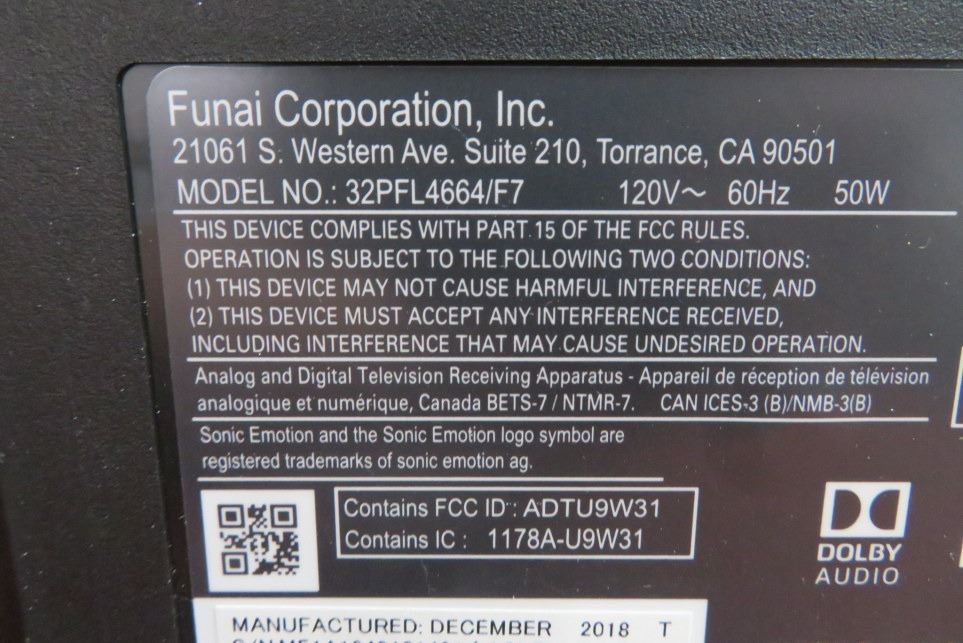 Funai Corporation, Inc.
21061 S. Western Ave. Suite 210, Torrance, CA 90501
MODEL NO.: 32PFL4664/F7 120V～ 60Hz 50W
THIS DEVICE COMPLIES WITH PART 15 OF THE FCC RULES.
OPERATION IS SUBJECT TO THE FOLLOWING TWO CONDITIONS:
(1) THIS DEVICE MAY NOT CAUSE HARMFUL INTERFERENCE, AND
(2) THIS DEVICE MUST ACCEPT ANY INTERFERENCE RECEIVED,
INCLUDING INTERFERENCE THAT MAY CAUSE UNDESIRED OPERATION.
Analog and Digital Television Receiving Apparatus - Appareil de réception de télévision
analogique et numérique, Canada BETS-7 / NTMR-7. CAN ICES-3 (B)/NMB-3(B)
Sonic Emotion and the Sonic Emotion logo symbol are
registered trademarks of sonic emotion ag.
Contains FCC ID : ADTU9W31
Contains IC : 1178A-U9W31
DOLBY
AUDIO
MANUFACTURED: DECEMBER 2018 T